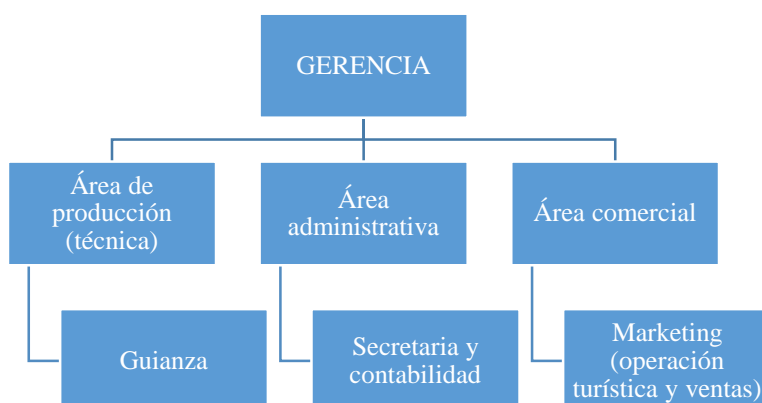 GERENCIA
Área de
producción
(técnica)
Área
administrativa
Área comercial
Guianza
Secretaria y
contabilidad
Marketing
(operación
turística y ventas)